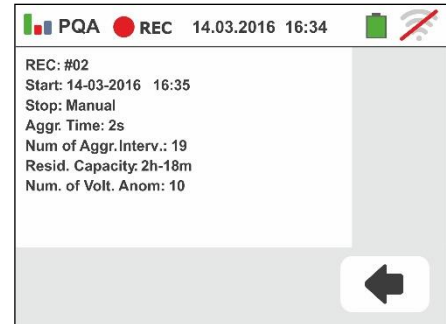 PQA REC 14.03.2016 16:34
REC: #02
Start: 14-03-2016 16:35
Stop: Manual
Aggr. Time: 2s
Num of Aggr.Interv.: 19
Resid. Capacity: 2h-18m
Num. of Volt. Anom: 10